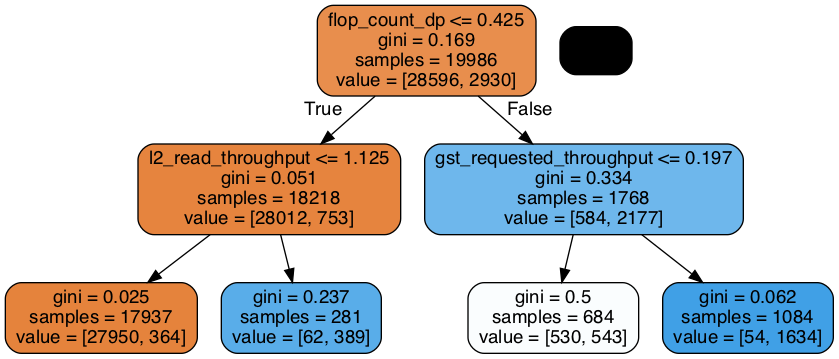 flop_count_dp <= 0.425
gini = 0.169
samples = 19986
value = [28596, 2930]
True
False
l2_read_throughput <= 1.125
gini = 0.051
samples = 18218
value = [28012, 753]
gst_requested_throughput <= 0.197
gini = 0.334
samples = 1768
value = [584, 2177]
gini = 0.025
samples = 17937
value = [27950, 364]
gini = 0.237
samples = 281
value = [62, 389]
gini = 0.5
samples = 684
value = [530, 543]
gini = 0.062
samples = 1084
value = [54, 1634]